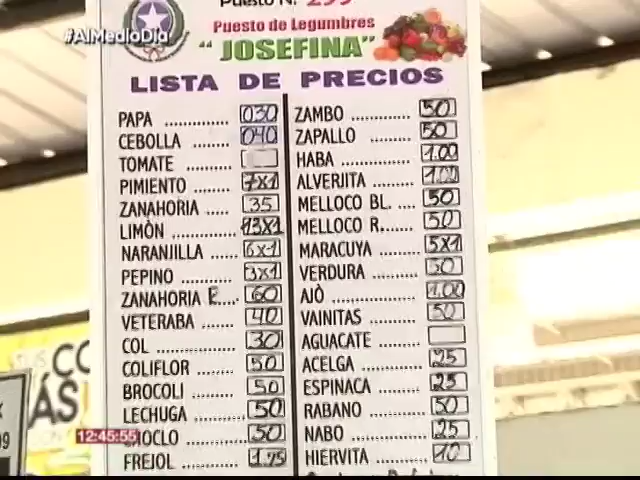 Puesto N. 299
#AlMedioDía
Puesto de Legumbres
"JOSEFINA"
LISTA DE PRECIOS
PAPA ............. 030
CEBOLLA ........ 040
TOMATE
PIMIENTO ........ 7x1
ZANAHORIA ..... 35
LIMÒN .............. 13x1
NARANJILLA ...... 6x1
PEPINO ............ 3x1
ZANAHORIA E.... 60
VETERABA ....... 40
COL ................. 30
COLIFLOR ......... 50
BROCOLI ........... 50
LECHUGA ............ 50
CHOCLO ........... 50
FREJOL ............. 1.75
ZAMBO ............. 50
ZAPALLO ............ 50
HABA ................ 1.00
ALVERJITA .......... 1.00
MELLOCO BL. .... 50
MELLOCO R....... 50
MARACUYA ........ 5x1
VERDURA .......... 50
AJÒ ................. 1.00
VAINITAS .......... 50
AGUACATE
ACELGA ............. 25
ESPINACA ......... 25
RABANO ............ 50
NABO ............... 25
HIERVITA .......... 10
CO
ÁS
12:45:55